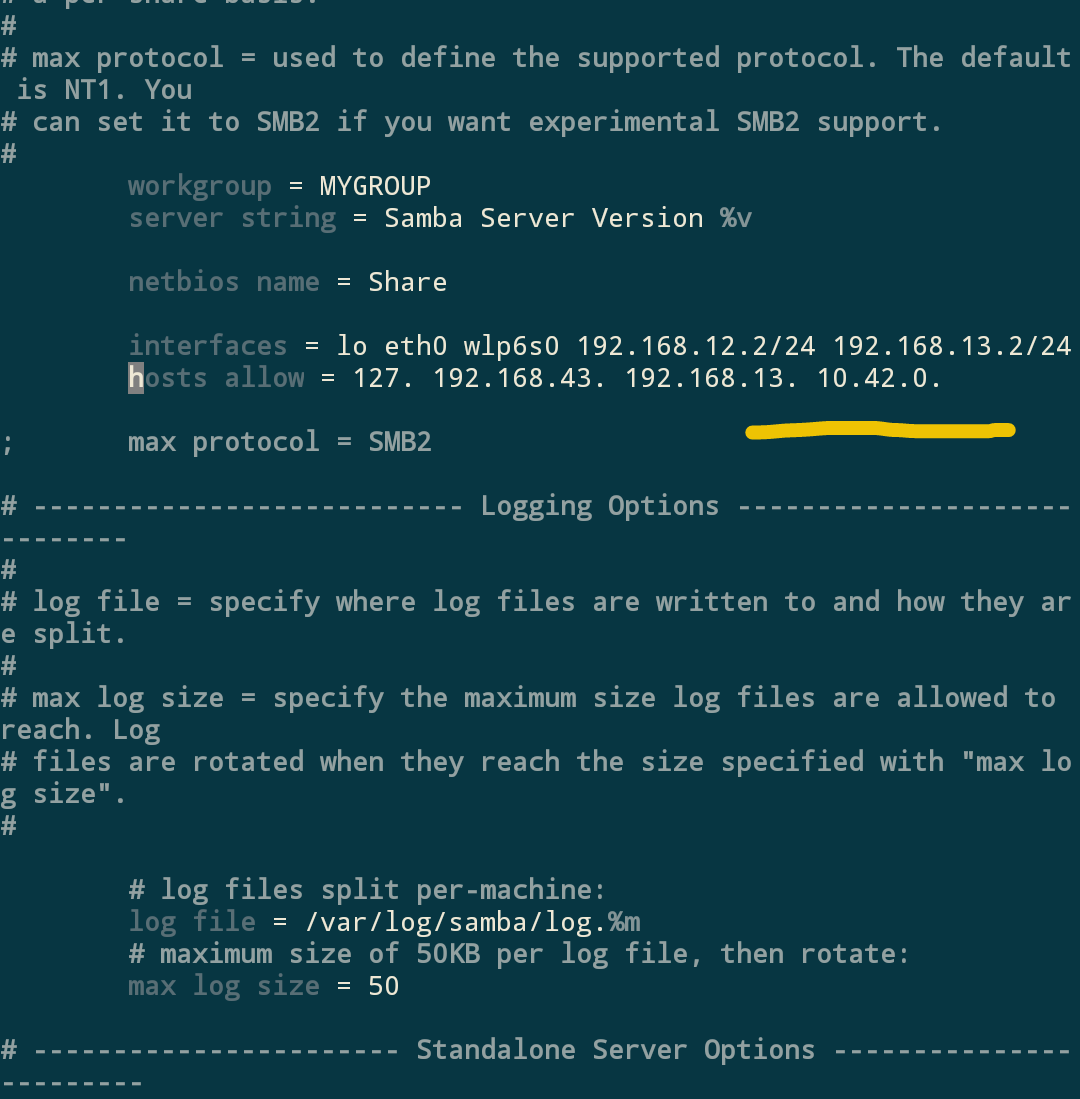 # a per share basis.
#
# max protocol = used to define the supported protocol. The default
 is NT1. You
# can set it to SMB2 if you want experimental SMB2 support.
#
workgroup = MYGROUP
server string = Samba Server Version %v
netbios name = Share
interfaces = lo eth0 wlp6s0 192.168.12.2/24 192.168.13.2/24
hosts allow = 127. 192.168.43. 192.168.13. 10.42.0.
;       max protocol = SMB2
# --------------------------- Logging Options ---------------------
--------
#
# log file = specify where log files are written to and how they ar
e split.
#
# max log size = specify the maximum size log files are allowed to
reach. Log
# files are rotated when they reach the size specified with "max lo
g size".
#
# log files split per-machine:
log file = /var/log/samba/log.%m
# maximum size of 50KB per log file, then rotate:
max log size = 50
# ----------------------- Standalone Server Options ---------------
---------